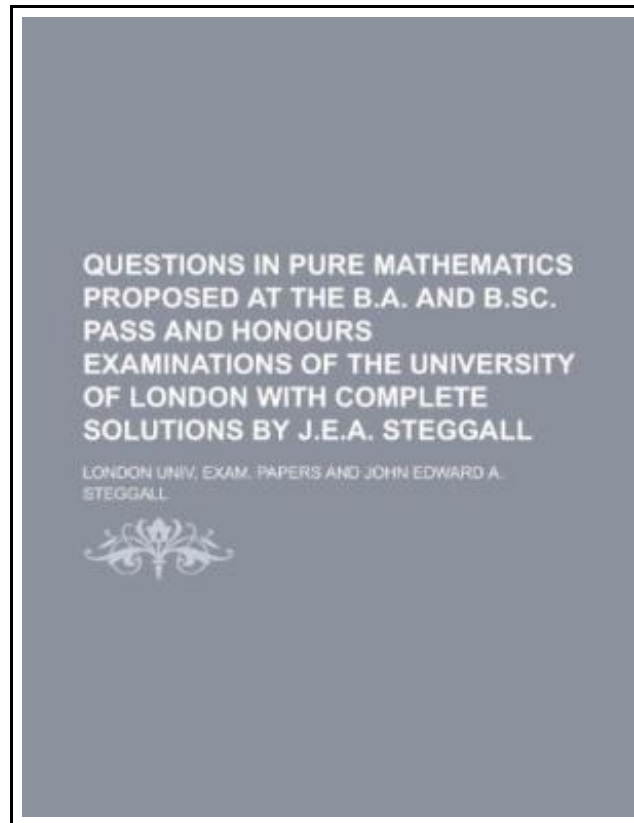 QUESTIONS IN PURE MATHEMATICS
PROPOSED AT THE B.A. AND B.SC.
PASS AND HONOURS
EXAMINATIONS OF THE UNIVERSITY
OF LONDON WITH COMPLETE
SOLUTIONS BY J.E.A. STEGGALL
LONDON UNIV, EXAM. PAPERS AND JOHN EDWARD A.
STEGGALL